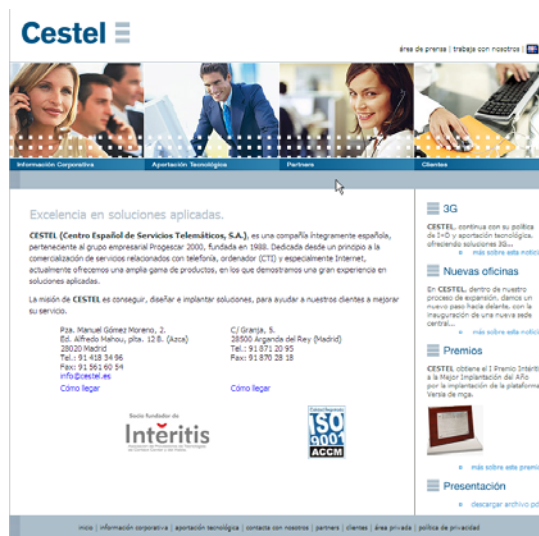 Cestel
área de prensa | trabaja con nosotros |
Información Corporativa
Aportación Tecnológica
Partners
Clientes
Excelencia en soluciones aplicadas.
CESTEL (Centro Español de Servicios Telemáticos, S.A.), es una compañía íntegramente española,
perteneciente al grupo empresarial Progescar 2000, fundada en 1988. Dedicada desde un principio a la
comercialización de servicios relacionados con telefonía, ordenador (CTI) y especialmente Internet,
actualmente ofrecemos una amplia gama de productos, en los que demostramos una gran experiencia en
soluciones aplicadas.
La misión de CESTEL es conseguir, diseñar e implantar soluciones, para ayudar a nuestros clientes a mejorar
su servicio.
Pza. Manuel Gómez Moreno, 2.
Ed. Alfredo Mahou, plta. 12 B. (Azca)
28020 Madrid
Tel.: 91 418 34 96
Fax: 91 561 60 54
info@cestel.es
Cómo llegar
C/ Granja, 5.
28500 Arganda del Rey (Madrid)
Tel.: 91 871 20 95
Fax: 91 870 28 18
Cómo llegar
Socio fundador de
Intĕritis
ISO
9001
ACCM
3G
CESTEL, continua con su política
de I+D y aportación tecnológica,
ofreciendo soluciones 3G...
más sobre esta notici
Nuevas oficinas
En CESTEL, dentro de nuestro
proceso de expansión, damos un
nuevo paso hacia delante, con la
inauguración de una nueva sede
central...
más sobre esta notici
Premios
CESTEL obtiene el I Premio Intérit
a la Mejor Implantación del Año
por la implantación de la plataforma
Versia de mga.
más sobre este premi
Presentación
descargar archivo pd
inicio | información corporativa | aportación tecnológica | contacta con nosotros | partners | clientes | área privada | política de privacidad